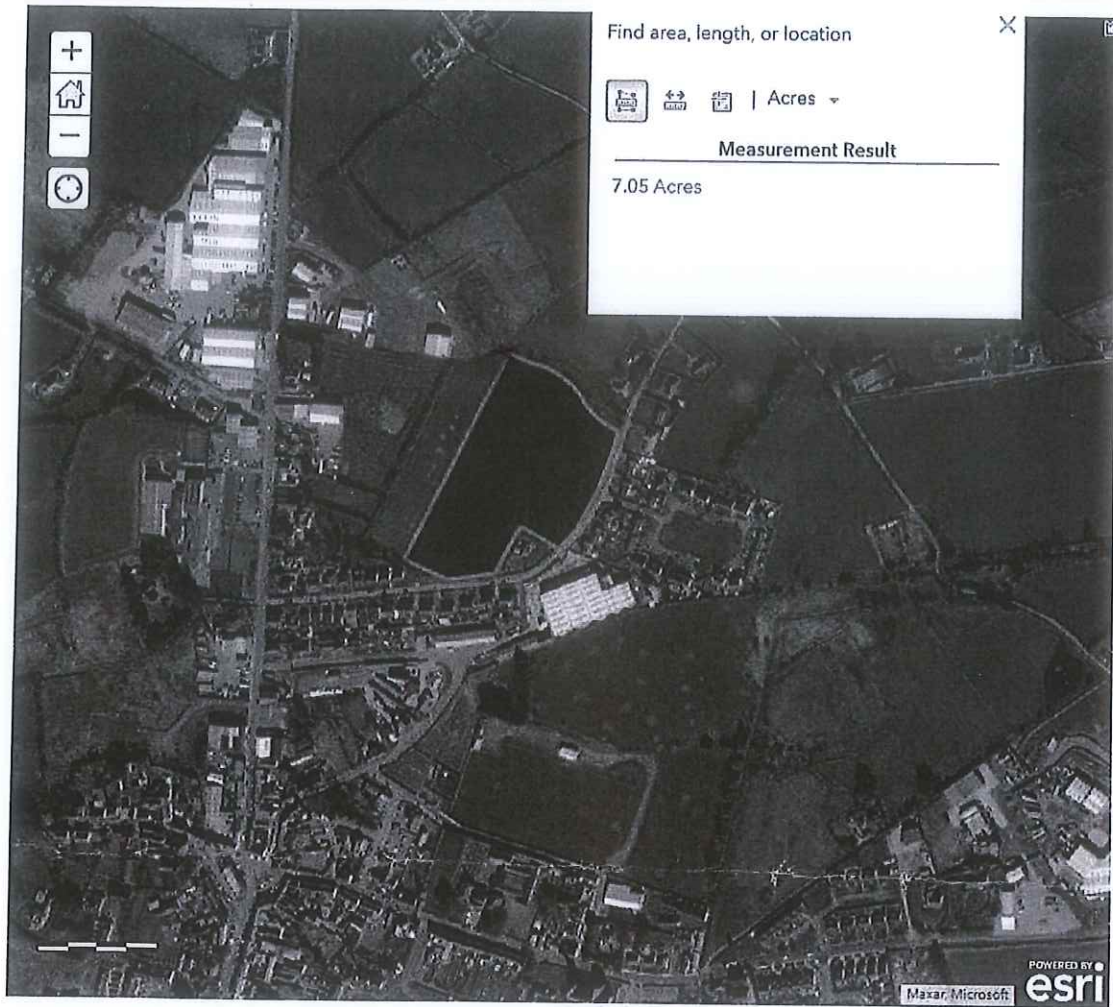 Find area, length, or location
| Acres
Measurement Result
7.05 Acres
Maxar, Microsoft
POWERED BY
esri